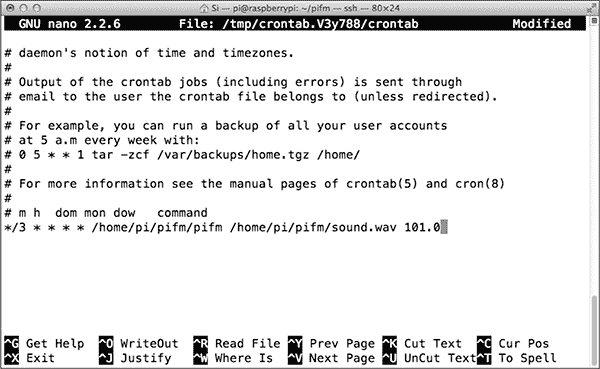 Si — pi@raspberrypi: ~/pifm — ssh — 80×24
GNU nano 2.2.6 File: /tmp/crontab.V3y788/crontab Modified
# daemon's notion of time and timezones.
#
# Output of the crontab jobs (including errors) is sent through
# email to the user the crontab file belongs to (unless redirected).
#
# For example, you can run a backup of all your user accounts
# at 5 a.m every week with:
# 0 5 * * 1 tar -zcf /var/backups/home.tgz /home/
#
# For more information see the manual pages of crontab(5) and cron(8)
#
# m h  dom mon dow   command
*/3 * * * * /home/pi/pifm/pifm /home/pi/pifm/sound.wav 101.0
^G Get Help ^O WriteOut ^R Read File ^Y Prev Page ^K Cut Text ^C Cur Pos
^X Exit ^J Justify ^W Where Is ^V Next Page ^U UnCut Text ^T To Spell